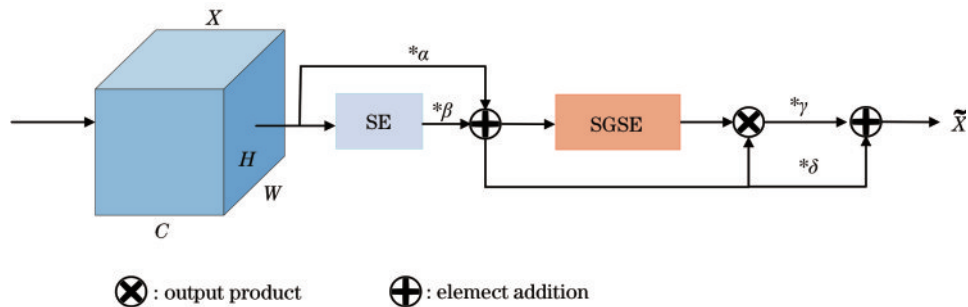 X
*α
SE
*β
SGSE
*γ
X̃
H
*δ
W
C
: output product
: elemect addition